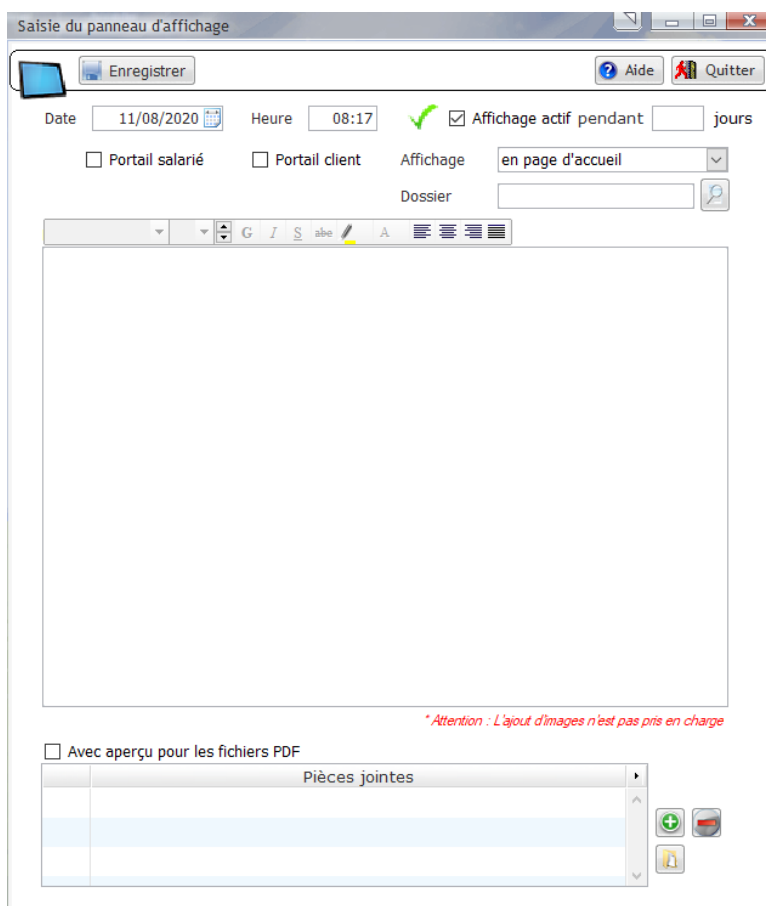 Saisie du panneau d'affichage
Enregistrer Aide Quitter
Date 11/08/2020 Heure 08:17 Affichage actif pendant jours
Portail salarié Portail client Affichage en page d'accueil
Dossier
G I S abe A
* Attention : L'ajout d'images n'est pas pris en charge
Avec aperçu pour les fichiers PDF
Pièces jointes